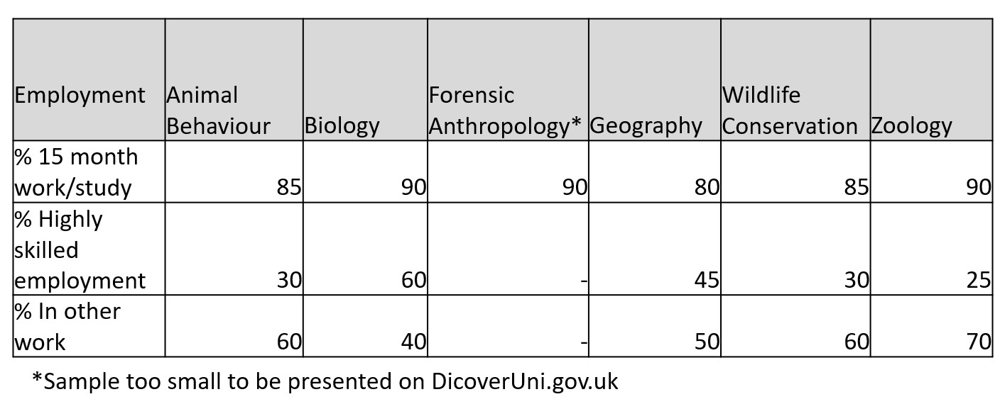 Employment Animal Behaviour Biology Forensic Anthropology* Geography Wildlife Conservation Zoology
% 15 month work/study 85 90 90 80 85 90
% Highly skilled employment 30 60 - 45 30 25
% In other work 60 40 - 50 60 70
*Sample too small to be presented on DicoverUni.gov.uk